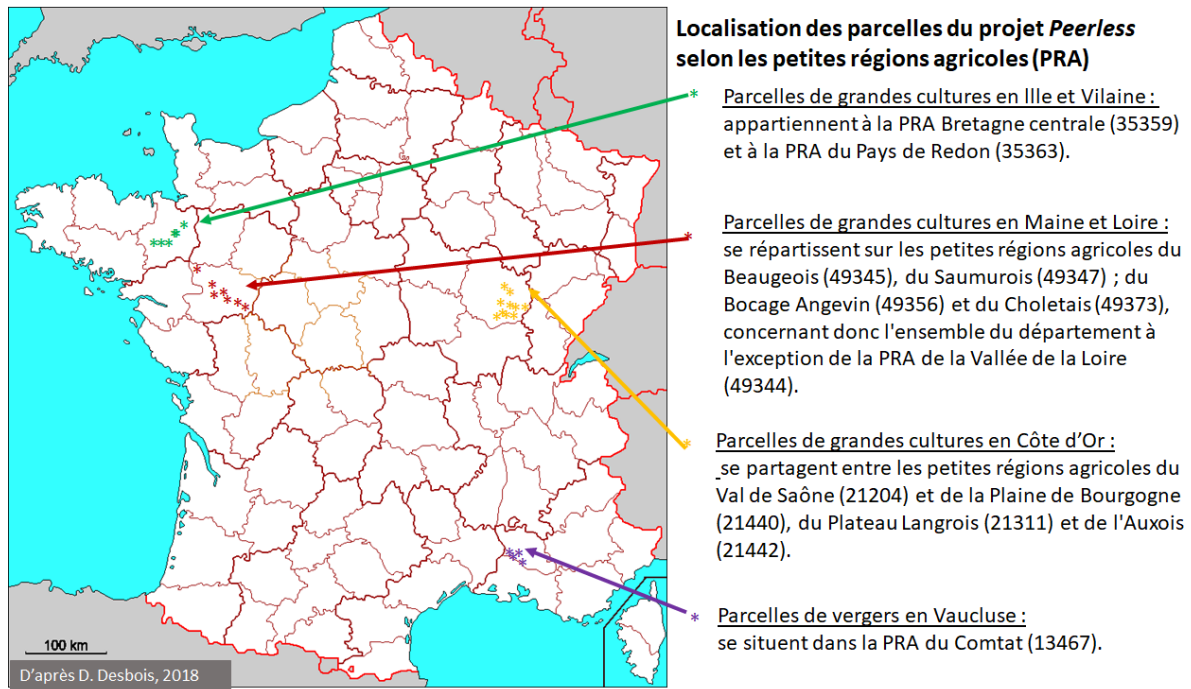 Localisation des parcelles du projet Peerless
selon les petites régions agricoles (PRA)
* Parcelles de grandes cultures en Ille et Vilaine :
appartiennent à la PRA Bretagne centrale (35359)
et à la PRA du Pays de Redon (35363).
* Parcelles de grandes cultures en Maine et Loire :
se répartissent sur les petites régions agricoles du
Beaugeois (49345), du Saumurois (49347) ; du
Bocage Angevin (49356) et du Choletais (49373),
concernant donc l'ensemble du département à
l'exception de la PRA de la Vallée de la Loire
(49344).
* Parcelles de grandes cultures en Côte d’Or :
se partagent entre les petites régions agricoles du
Val de Saône (21204) et de la Plaine de Bourgogne
(21440), du Plateau Langrois (21311) et de l'Auxois
(21442).
* Parcelles de vergers en Vaucluse :
se situent dans la PRA du Comtat (13467).
100 km
D’après D. Desbois, 2018